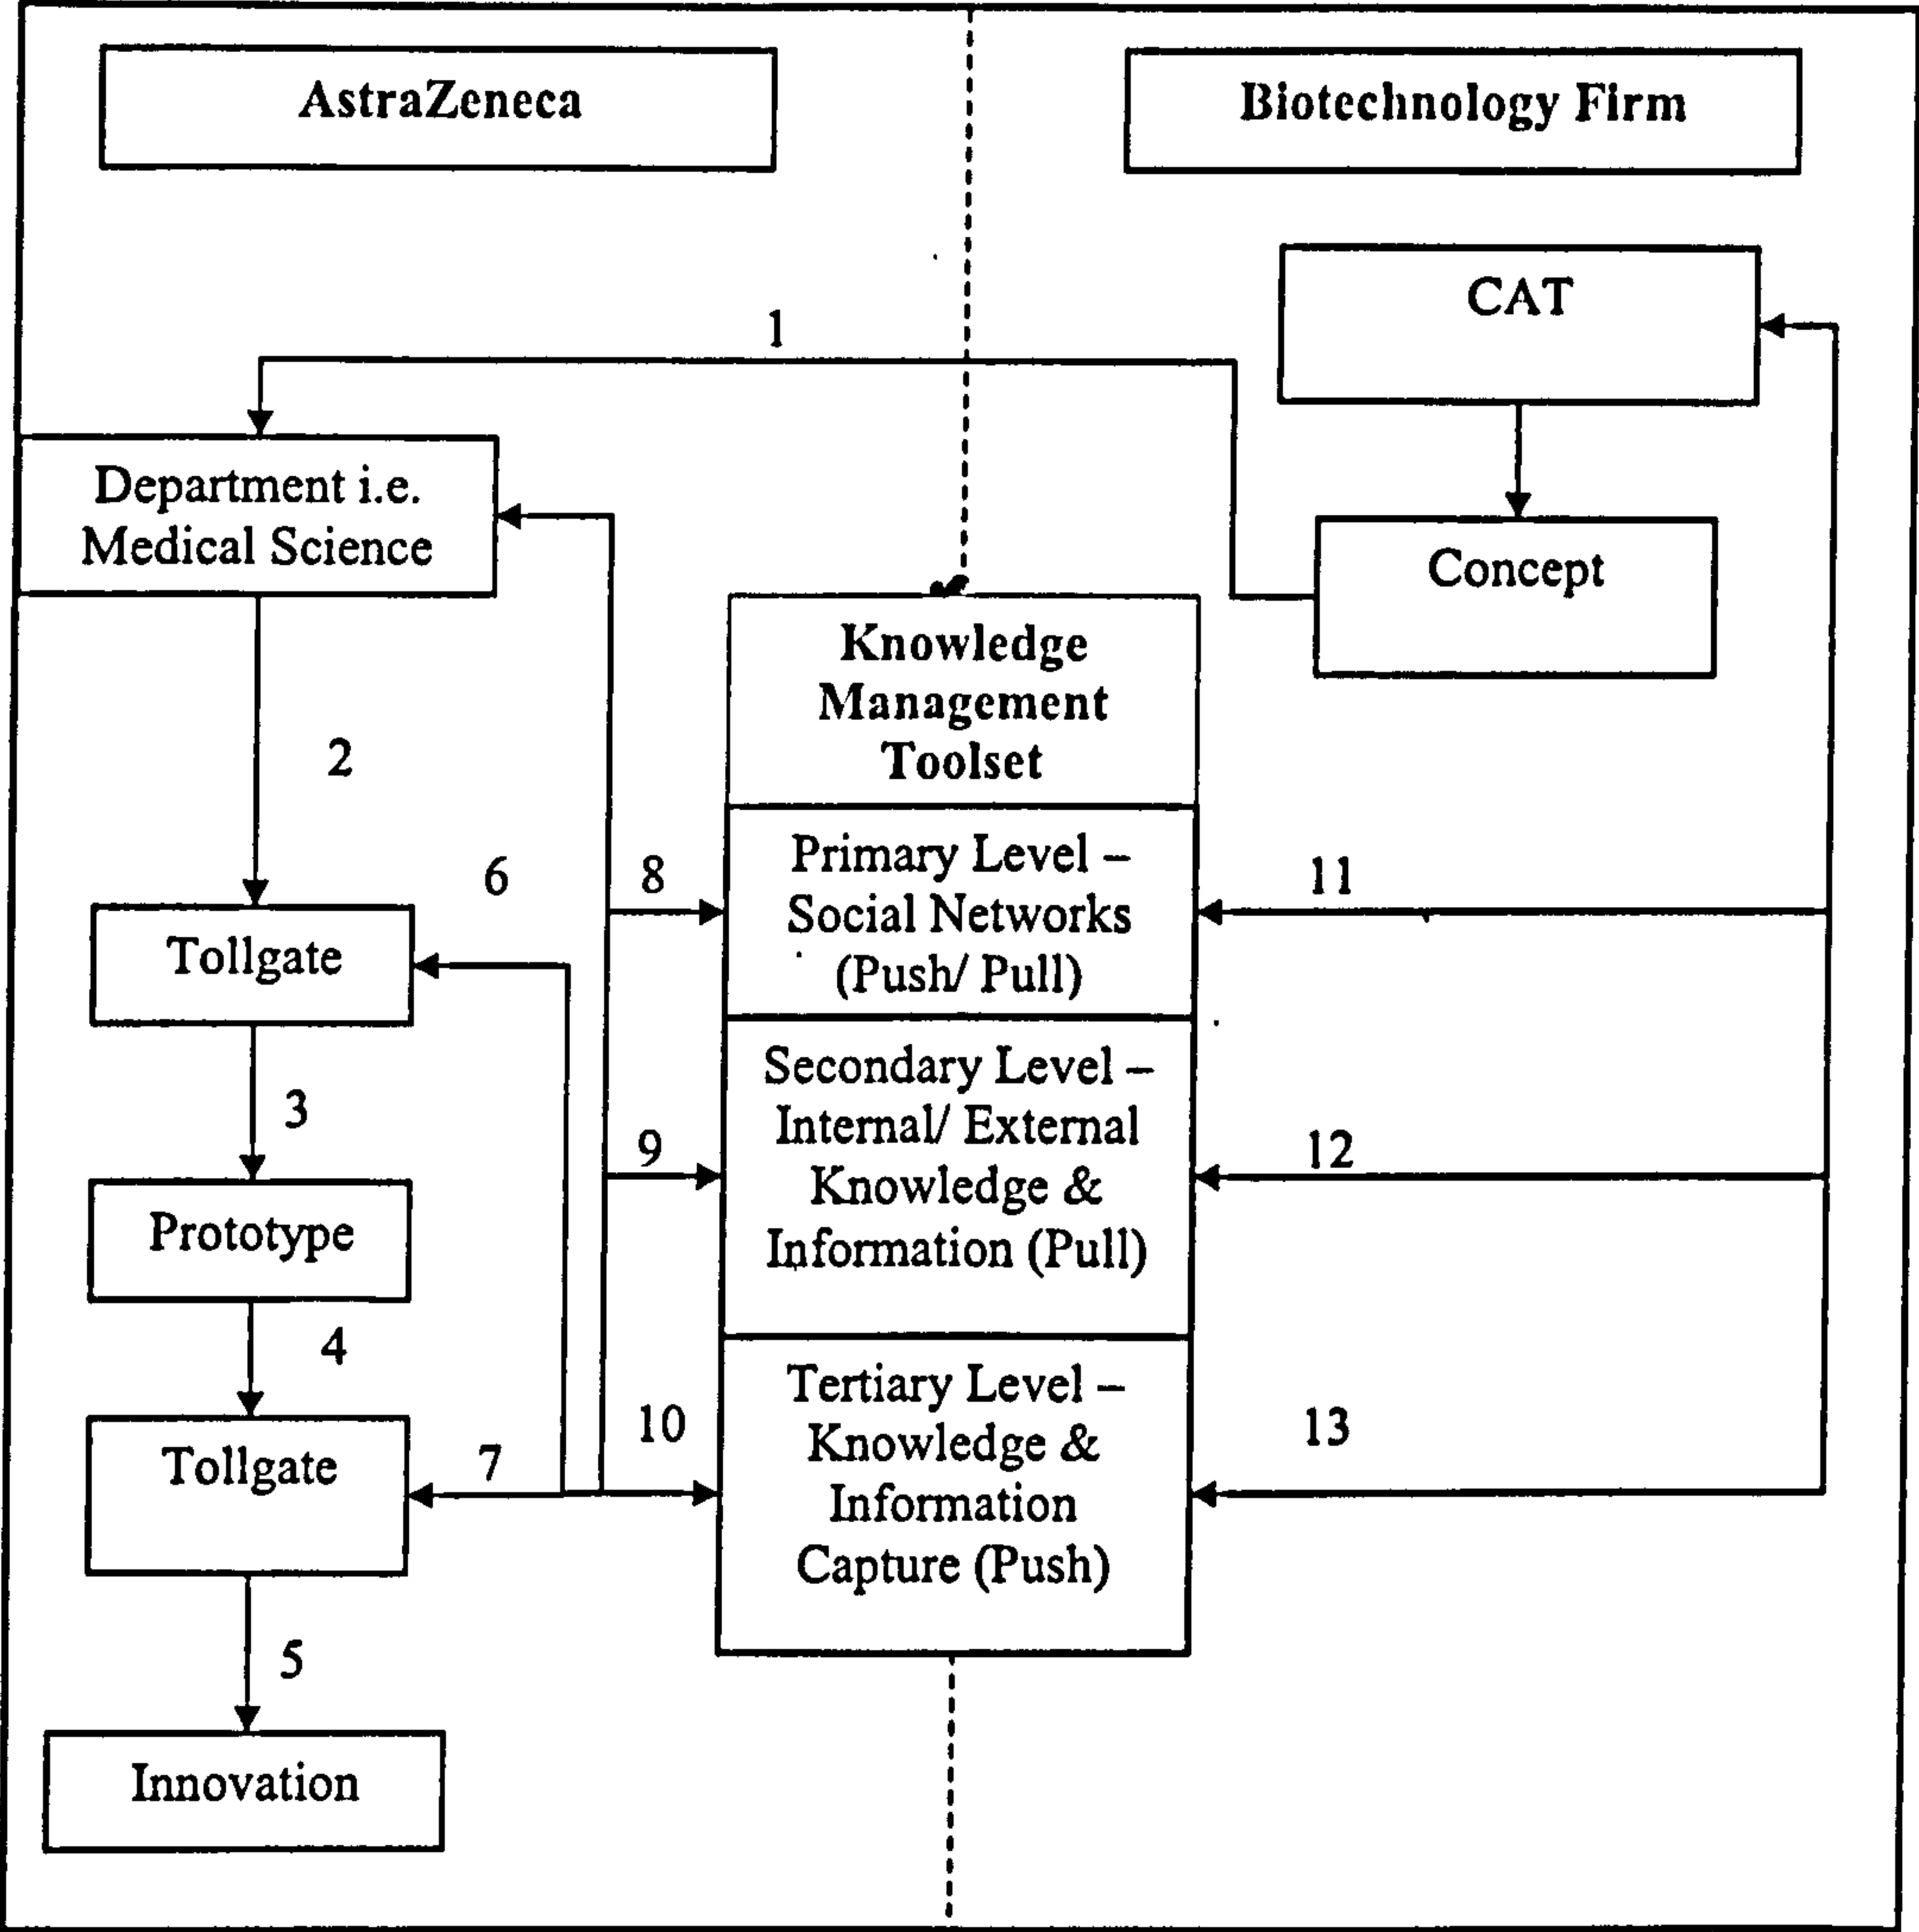 AstraZeneca
Biotechnology Firm
CAT
1
Department i.e.
Medical Science
Concept
Knowledge
Management
Toolset
2
6
8
Primary Level –
Social Networks
(Push/ Pull)
11
Tollgate
3
Secondary Level –
Internal/ External
Knowledge &
Information (Pull)
9
12
Prototype
4
Tertiary Level –
Knowledge &
Information
Capture (Push)
10
13
Tollgate
7
5
Innovation